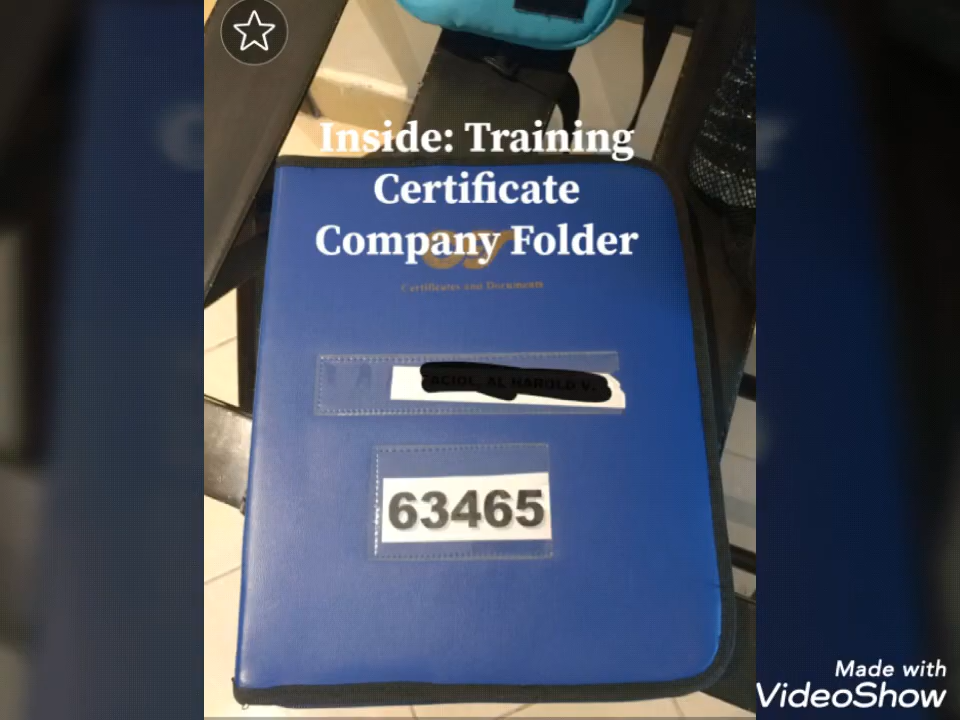 Inside: Training
Certificate
Company Folder
Certificates and Documents
63465
Made with
VideoShow